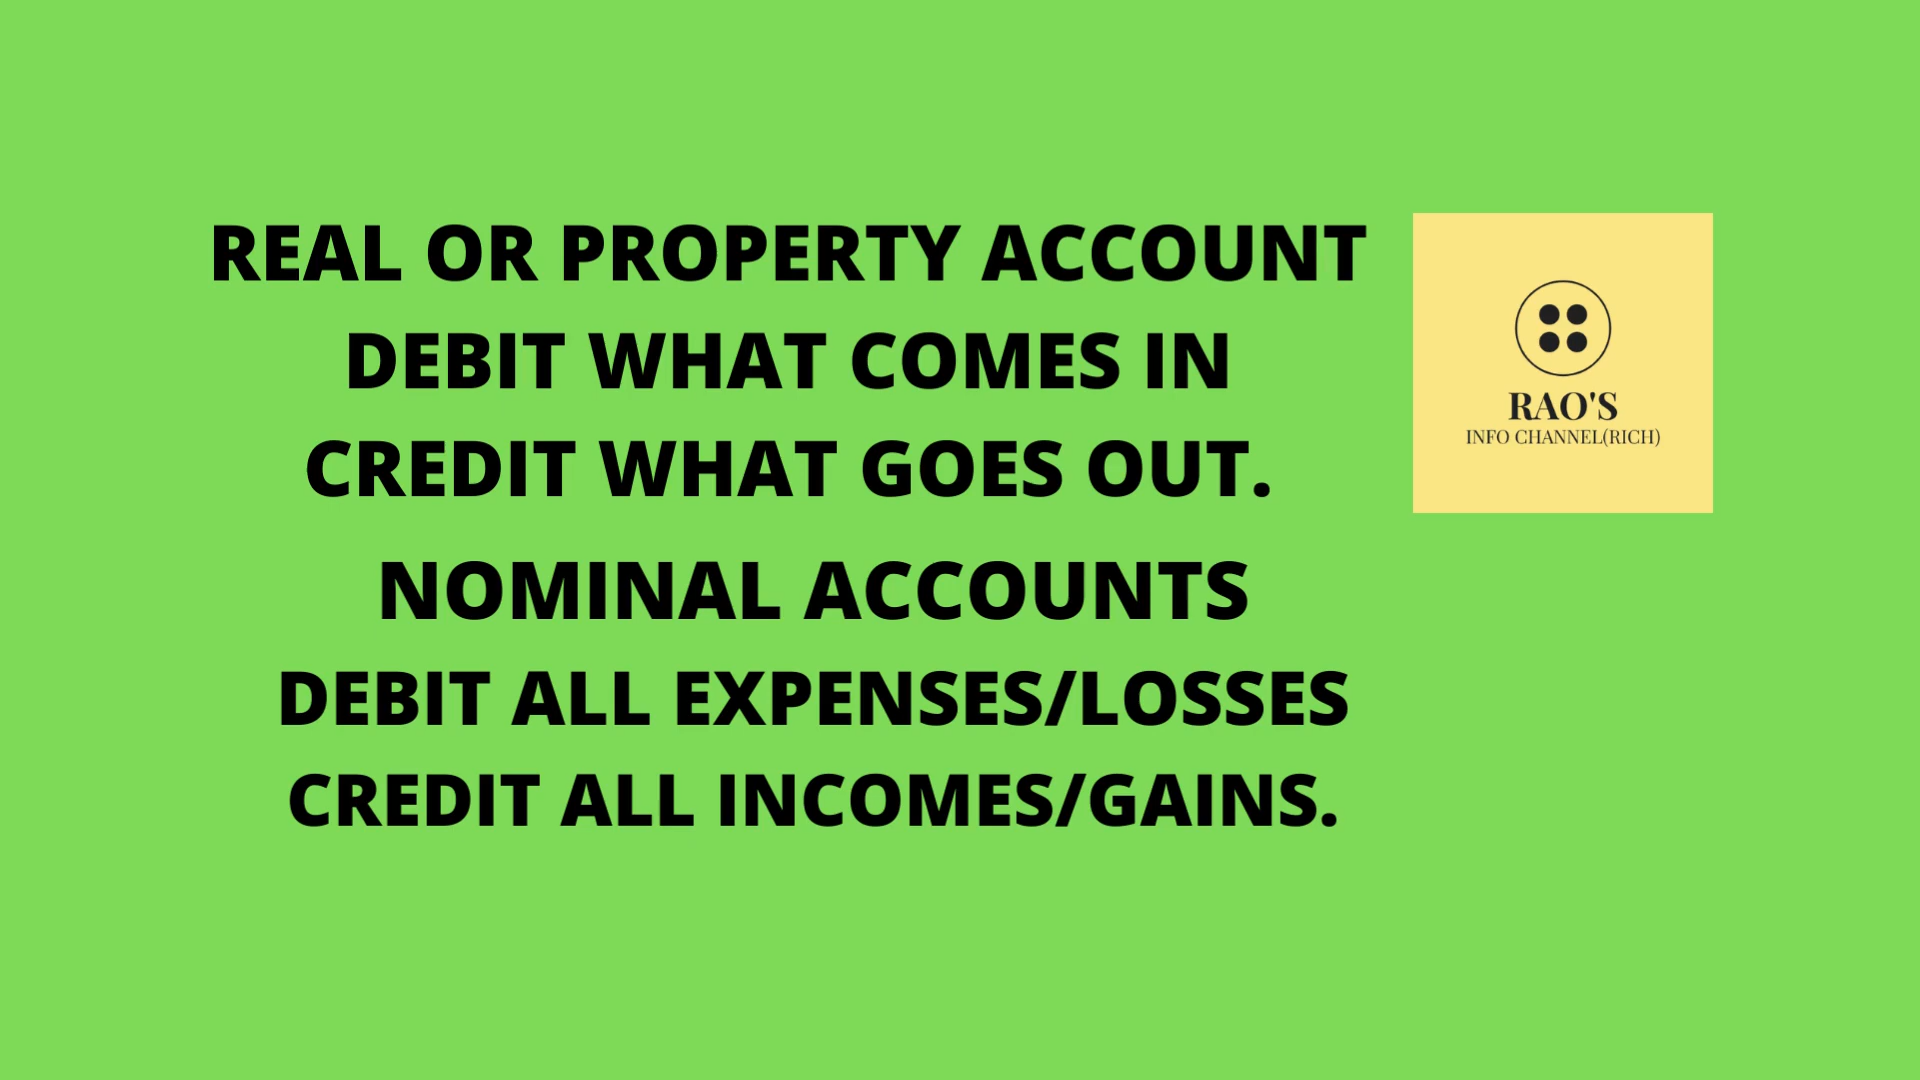 REAL OR PROPERTY ACCOUNT
DEBIT WHAT COMES IN
CREDIT WHAT GOES OUT.
NOMINAL ACCOUNTS
DEBIT ALL EXPENSES/LOSSES
CREDIT ALL INCOMES/GAINS.
RAO'S
INFO CHANNEL(RICH)